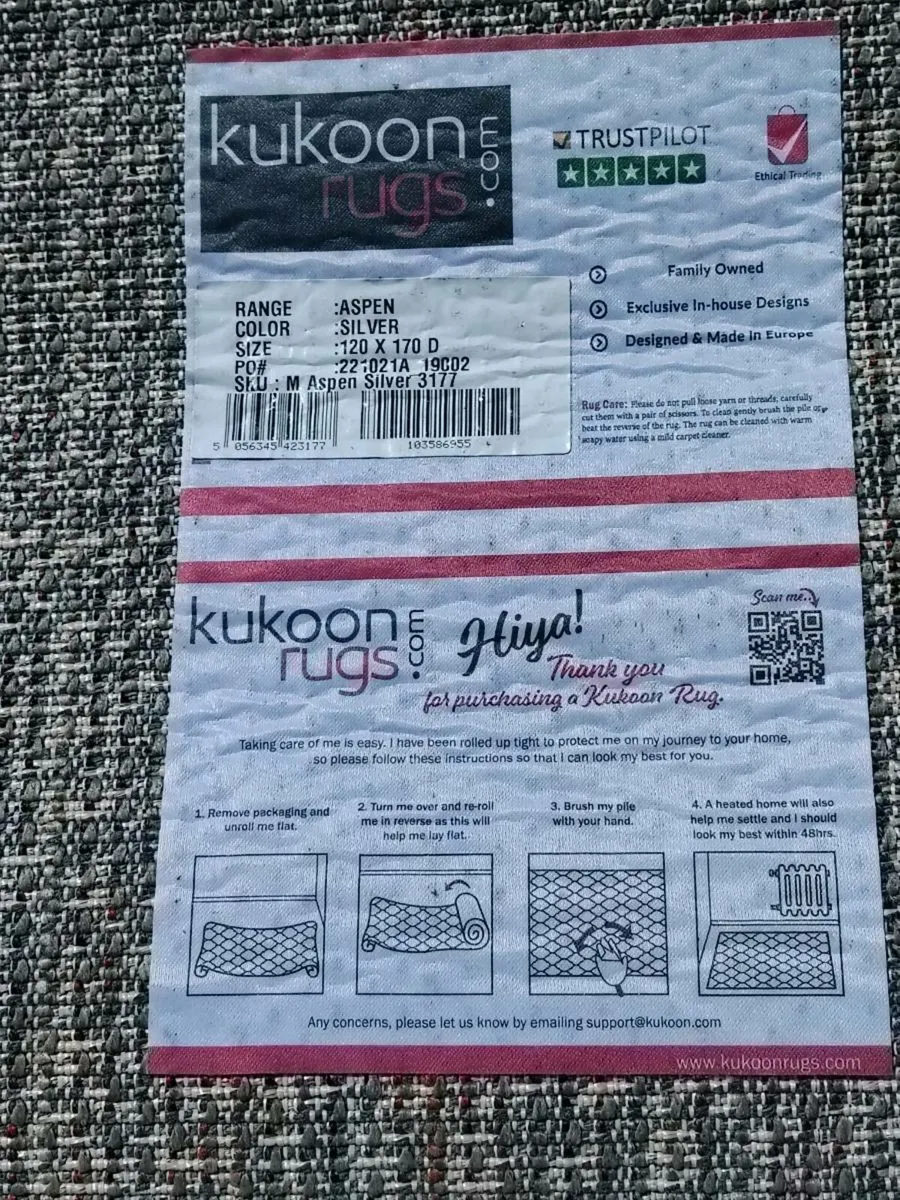 kukoon
rugs
.com
TRUSTPILOT
Ethical Trading
Family Owned
Exclusive In-house Designs
Designed & Made in Europe
RANGE :ASPEN
COLOR :SILVER
SIZE :120 X 170 D
PO# :221021A 19C02
SKU : M Aspen Silver 3177
5 056345 423177
103586955
Rug Care: Please do not pull loose yarn or threads, carefully
cut them with a pair of scissors. To clean gently brush the pile or
beat the reverse of the rug. The rug can be cleaned with warm
soapy water using a mild carpet cleaner.
kukoon
rugs
.com
Hiya!
Thank you
for purchasing a Kukoon Rug.
Scan me..
Taking care of me is easy. I have been rolled up tight to protect me on my journey to your home,
so please follow these instructions so that I can look my best for you.
1. Remove packaging and
unroll me flat.
2. Turn me over and re-roll
me in reverse as this will
help me lay flat.
3. Brush my pile
with your hand.
4. A heated home will also
help me settle and I should
look my best within 48hrs.
Any concerns, please let us know by emailing support@kukoon.com
www.kukoonrugs.com